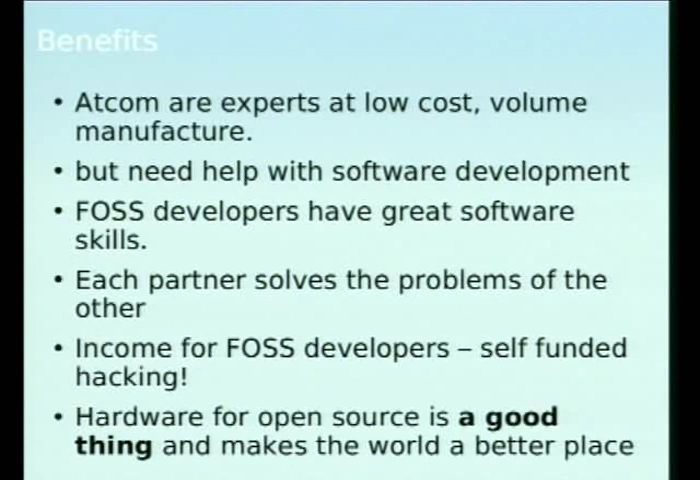 Benefits
• Atcom are experts at low cost, volume
manufacture.
• but need help with software development
• FOSS developers have great software
skills.
• Each partner solves the problems of the
other
• Income for FOSS developers – self funded
hacking!
• Hardware for open source is a good
thing and makes the world a better place